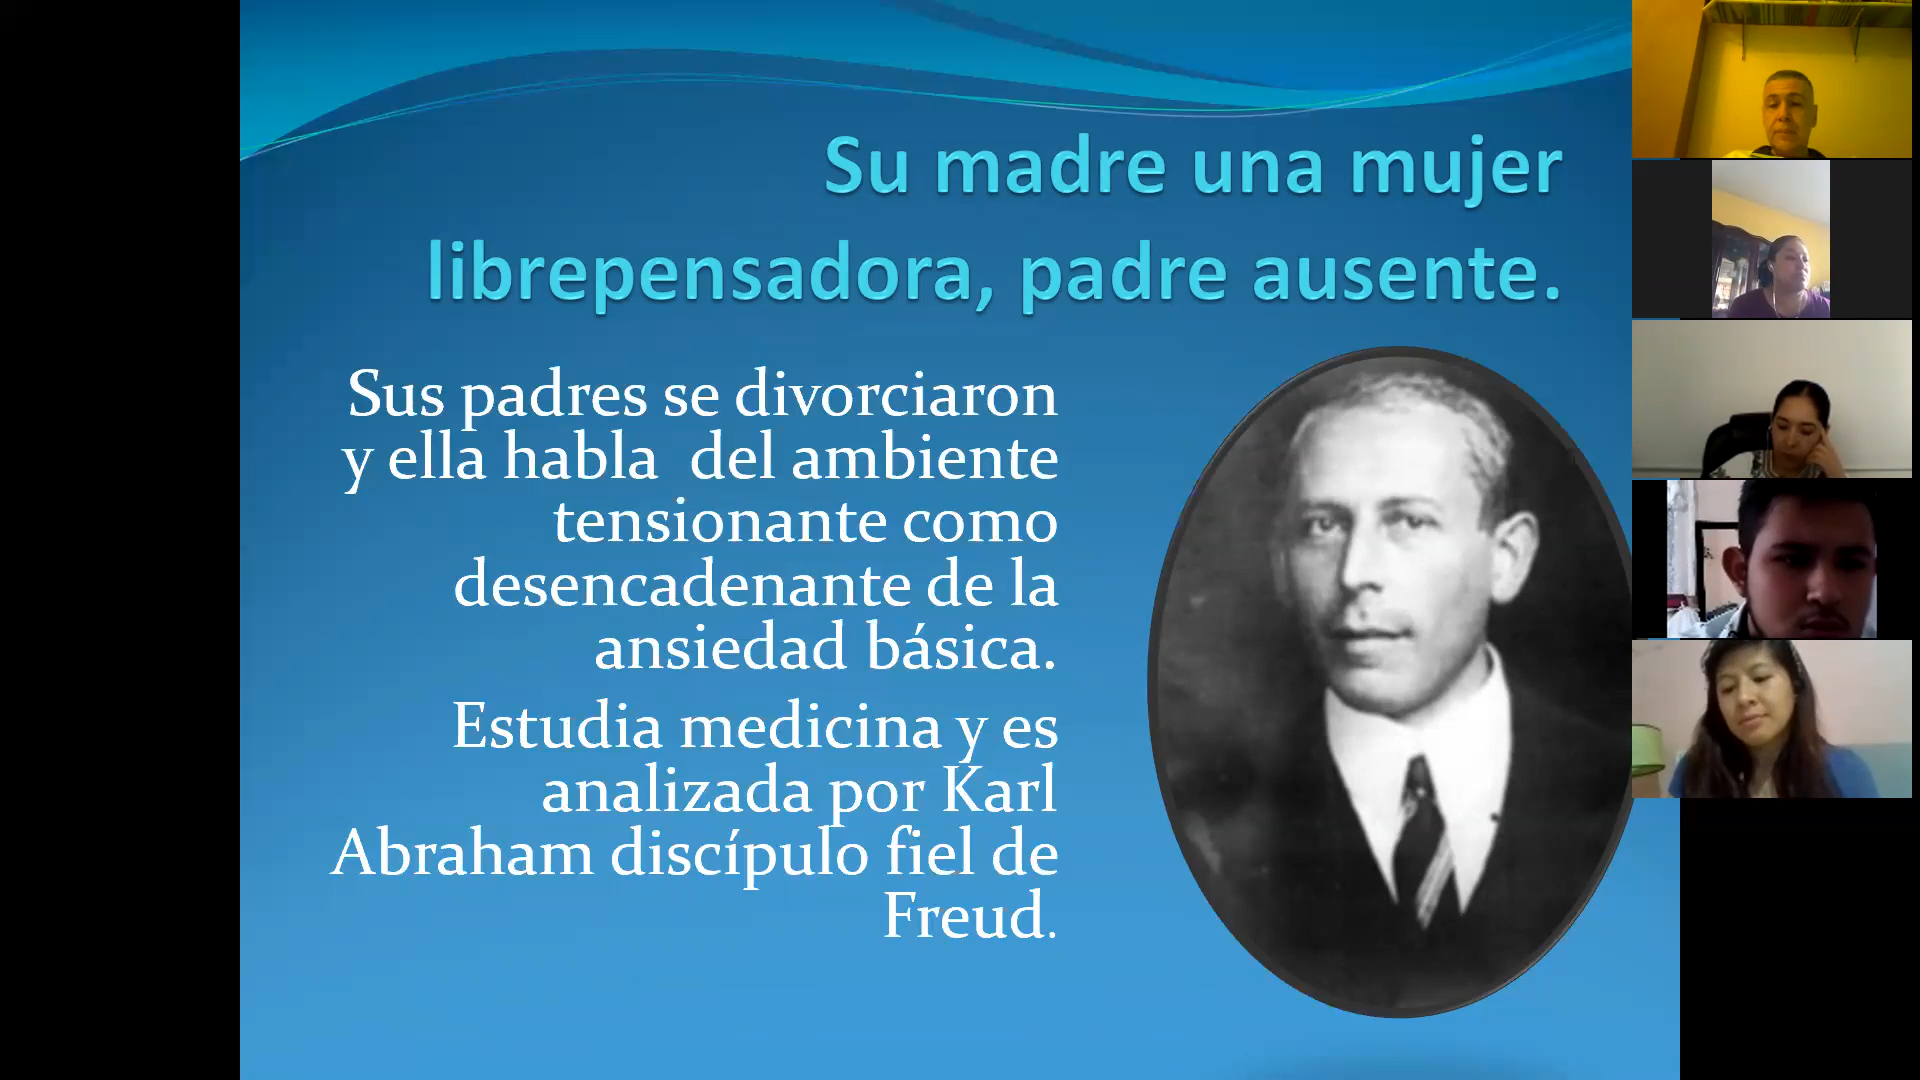 Su madre una mujer
librepensadora, padre ausente.
Sus padres se divorciaron
y ella habla  del ambiente
tensionante como
desencadenante de la
ansiedad básica.
Estudia medicina y es
analizada por Karl
Abraham discípulo fiel de
Freud.